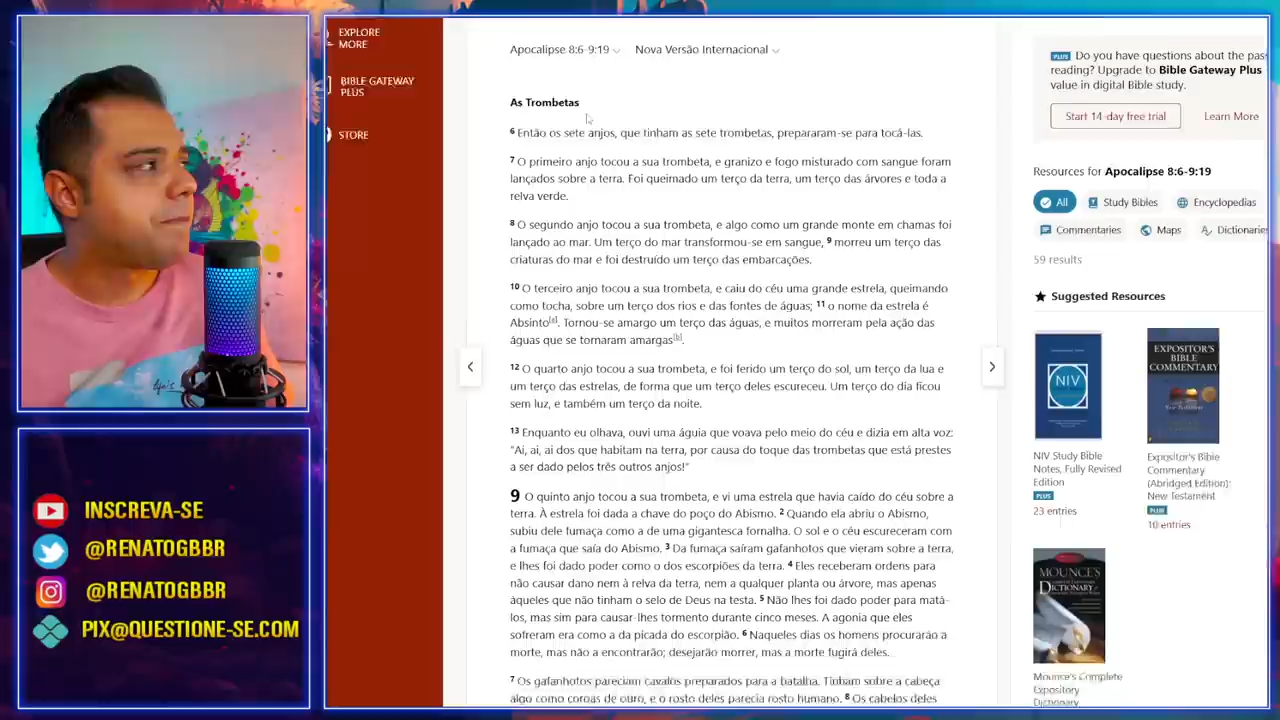 EXPLORE
MORE
BIBLE GATEWAY
PLUS
STORE
Apocalipse 8:6-9:19
Nova Versão Internacional
As Trombetas
6 Então os sete anjos, que tinham as sete trombetas, prepararam-se para tocá-las.
7 O primeiro anjo tocou a sua trombeta, e granizo e fogo misturado com sangue foram
lançados sobre a terra. Foi queimado um terço da terra, um terço das árvores e toda a
relva verde.
8 O segundo anjo tocou a sua trombeta, e algo como um grande monte em chamas foi
lançado ao mar. Um terço do mar transformou-se em sangue, 9 morreu um terço das
criaturas do mar e foi destruído um terço das embarcações.
10 O terceiro anjo tocou a sua trombeta, e caiu do céu uma grande estrela, queimando
como tocha, sobre um terço dos rios e das fontes de águas; 11 o nome da estrela é
Absinto[a]. Tornou-se amargo um terço das águas, e muitos morreram pela ação das
águas que se tornaram amargas[b].
12 O quarto anjo tocou a sua trombeta, e foi ferido um terço do sol, um terço da lua e
um terço das estrelas, de forma que um terço deles escureceu. Um terço do dia ficou
sem luz, e também um terço da noite.
13 Enquanto eu olhava, ouvi uma águia que voava pelo meio do céu e dizia em alta voz:
"Ai, ai, ai dos que habitam na terra, por causa do toque das trombetas que está prestes
a ser dado pelos três outros anjos!"
9 O quinto anjo tocou a sua trombeta, e vi uma estrela que havia caído do céu sobre a
terra. À estrela foi dada a chave do poço do Abismo. 2 Quando ela abriu o Abismo,
subiu dele fumaça como a de uma gigantesca fornalha. O sol e o céu escureceram com
a fumaça que saía do Abismo. 3 Da fumaça saíram gafanhotos que vieram sobre a terra,
e lhes foi dado poder como o dos escorpiões da terra. 4 Eles receberam ordens para
não causar dano nem à relva da terra, nem a qualquer planta ou árvore, mas apenas
àqueles que não tinham o selo de Deus na testa. 5 Não lhes foi dado poder para matá-
los, mas sim para causar-lhes tormento durante cinco meses. A agonia que eles
sofreram era como a da picada do escorpião. 6 Naqueles dias os homens procurarão a
morte, mas não a encontrarão; desejarão morrer, mas a morte fugirá deles.
7 Os gafanhotos pareciam cavalos preparados para a batalha. Tinham sobre a cabeça
algo como coroas de ouro, e o rosto deles parecia rosto humano. 8 Os cabelos deles
PLUS Do you have questions about the pas
reading? Upgrade to Bible Gateway Plus
value in digital Bible study.
Start 14-day free trial
Learn More
Resources for Apocalipse 8:6-9:19
All
Study Bibles
Encyclopedias
Commentaries
Maps
Dictionaries
59 results
Suggested Resources
NIV
EXPOSITOR'S
BIBLE
COMMENTARY
NIV Study Bible
Notes, Fully Revised
Edition
PLUS
23 entries
Expositor's Bible
Commentary
(Abridged Edition):
New Testament
PLUS
10 entries
MOUNCE'S
DICTIONARY
Mounce's Complete
Expository
Dictionary
INSCREVA-SE
@RENATOGBBR
@RENATOGBBR
PIX@QUESTIONE-SE.COM